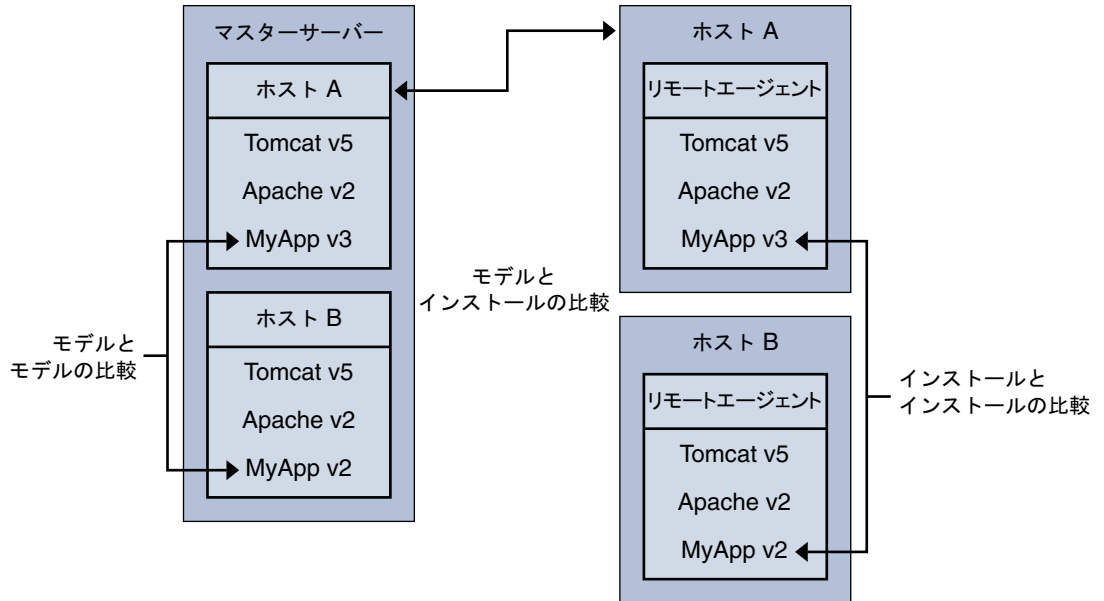 マスターサーバー
ホスト A
Tomcat v5
Apache v2
MyApp v3
ホスト B
Tomcat v5
Apache v2
MyApp v2
モデルと
モデルの比較
モデルと
インストールの比較
ホスト A
リモートエージェント
Tomcat v5
Apache v2
MyApp v3
ホスト B
リモートエージェント
Tomcat v5
Apache v2
MyApp v2
インストールと
インストールの比較